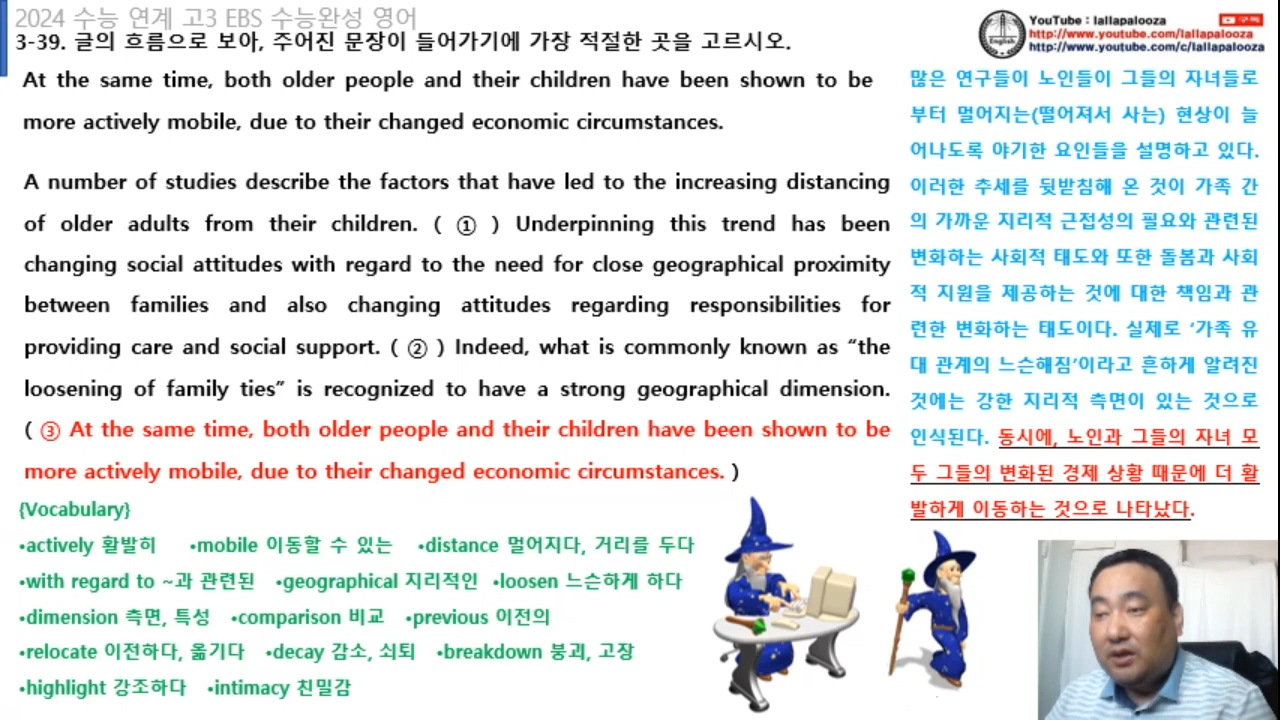 2024 수능 연계 고3 EBS 수능완성 영어
3-39. 글의 흐름으로 보아, 주어진 문장이 들어가기에 가장 적절한 곳을 고르시오.
YouTube : lallapalooza
구독
http://www.youtube.com/lallapalooza
http://www.youtube.com/c/lallapalooza
English
At the same time, both older people and their children have been shown to be
more actively mobile, due to their changed economic circumstances.
A number of studies describe the factors that have led to the increasing distancing
of older adults from their children. ( ① ) Underpinning this trend has been
changing social attitudes with regard to the need for close geographical proximity
between families and also changing attitudes regarding responsibilities for
providing care and social support. ( ② ) Indeed, what is commonly known as “the
loosening of family ties” is recognized to have a strong geographical dimension.
( ③ At the same time, both older people and their children have been shown to be
more actively mobile, due to their changed economic circumstances. )
{Vocabulary}
•actively 활발히 •mobile 이동할 수 있는 •distance 멀어지다, 거리를 두다
•with regard to ~과 관련된 •geographical 지리적인 •loosen 느슨하게 하다
•dimension 측면, 특성 •comparison 비교 •previous 이전의
•relocate 이전하다, 옮기다 •decay 감소, 쇠퇴 •breakdown 붕괴, 고장
•highlight 강조하다 •intimacy 친밀감
많은 연구들이 노인들이 그들의 자녀들로
부터 멀어지는(떨어져서 사는) 현상이 늘
어나도록 야기한 요인들을 설명하고 있다.
이러한 추세를 뒷받침해 온 것이 가족 간
의 가까운 지리적 근접성의 필요와 관련된
변화하는 사회적 태도와 또한 돌봄과 사회
적 지원을 제공하는 것에 대한 책임과 관
련한 변화하는 태도이다. 실제로 ‘가족 유
대 관계의 느슨해짐’이라고 흔하게 알려진
것에는 강한 지리적 측면이 있는 것으로
인식된다. 동시에, 노인과 그들의 자녀 모
두 그들의 변화된 경제 상황 때문에 더 활
발하게 이동하는 것으로 나타났다.